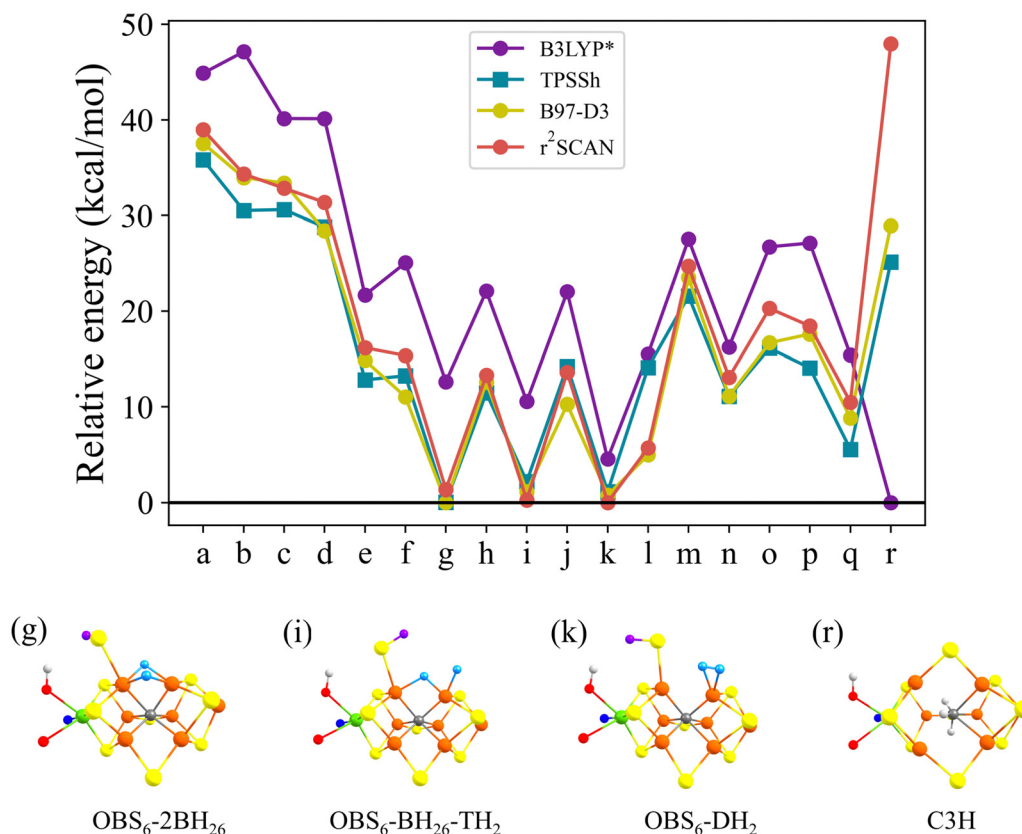 Relative energy (kcal/mol)
50
40
30
20
10
0
B3LYP*
TPSSh
B97-D3
r²SCAN
a b c d e f g h i j k l m n o p q r
(g) (i) (k) (r)
OBS₆-2BH₂₆ OBS₆-BH₂₆-TH₂ OBS₆-DH₂ C3H